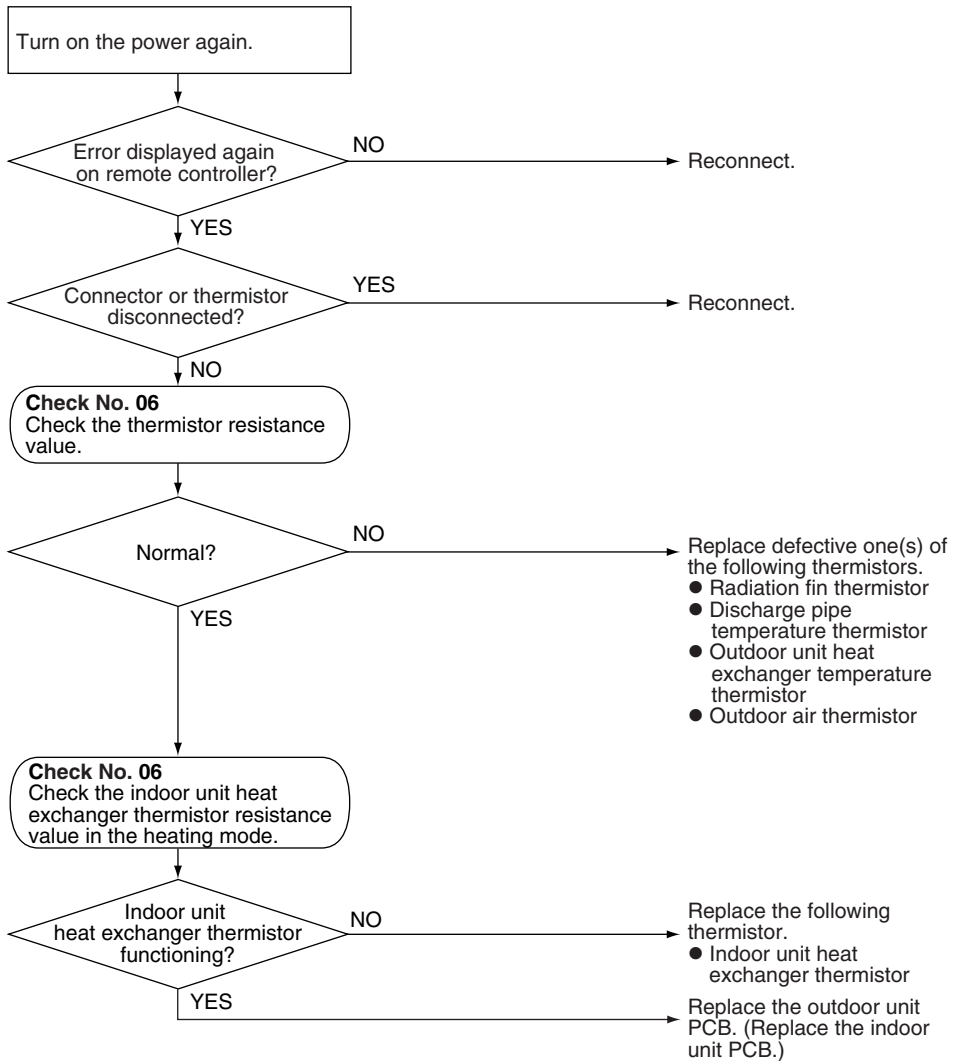 Turn on the power again.
Error displayed again
on remote controller?
NO
Reconnect.
YES
Connector or thermistor
disconnected?
YES
Reconnect.
NO
Check No. 06
Check the thermistor resistance
value.
Normal?
NO
Replace defective one(s) of
the following thermistors.
● Radiation fin thermistor
● Discharge pipe
temperature thermistor
● Outdoor unit heat
exchanger temperature
thermistor
● Outdoor air thermistor
YES
Check No. 06
Check the indoor unit heat
exchanger thermistor resistance
value in the heating mode.
Indoor unit
heat exchanger thermistor
functioning?
NO
Replace the following
thermistor.
● Indoor unit heat
exchanger thermistor
YES
Replace the outdoor unit
PCB. (Replace the indoor
unit PCB.)